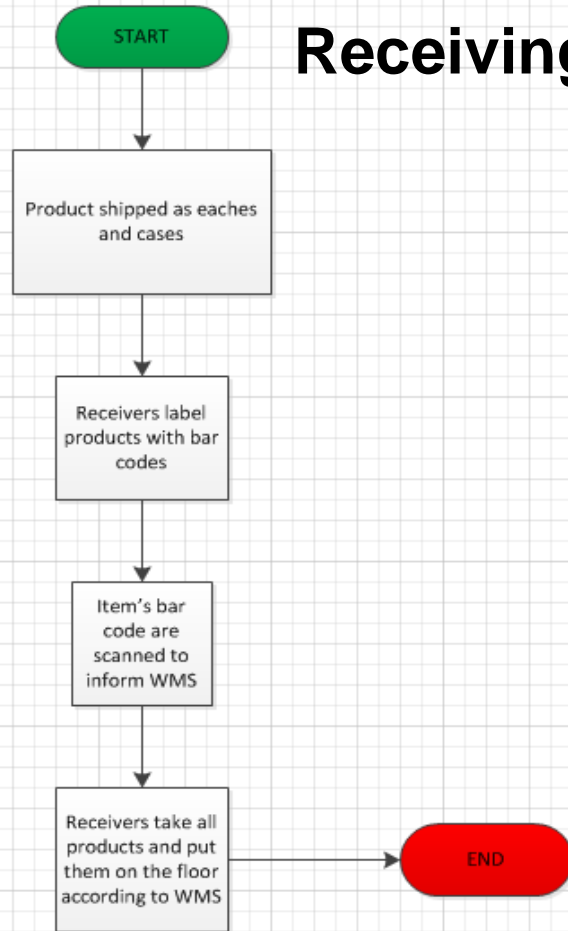 START
Receiving
Product shipped as eaches
and cases
Receivers label
products with bar
codes
Item's bar
code are
scanned to
inform WMS
Receivers take all
products and put
them on the floor
according to WMS
END